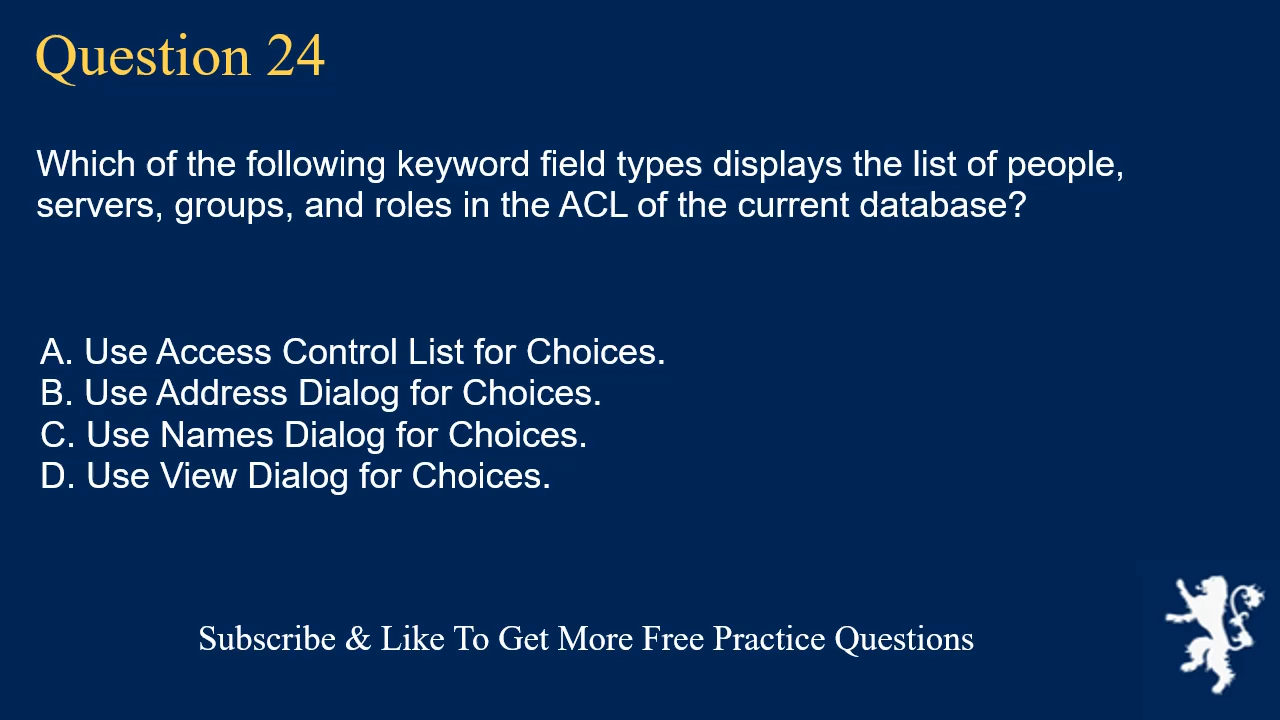 Question 24
Which of the following keyword field types displays the list of people,
servers, groups, and roles in the ACL of the current database?
A. Use Access Control List for Choices.
B. Use Address Dialog for Choices.
C. Use Names Dialog for Choices.
D. Use View Dialog for Choices.
Subscribe & Like To Get More Free Practice Questions